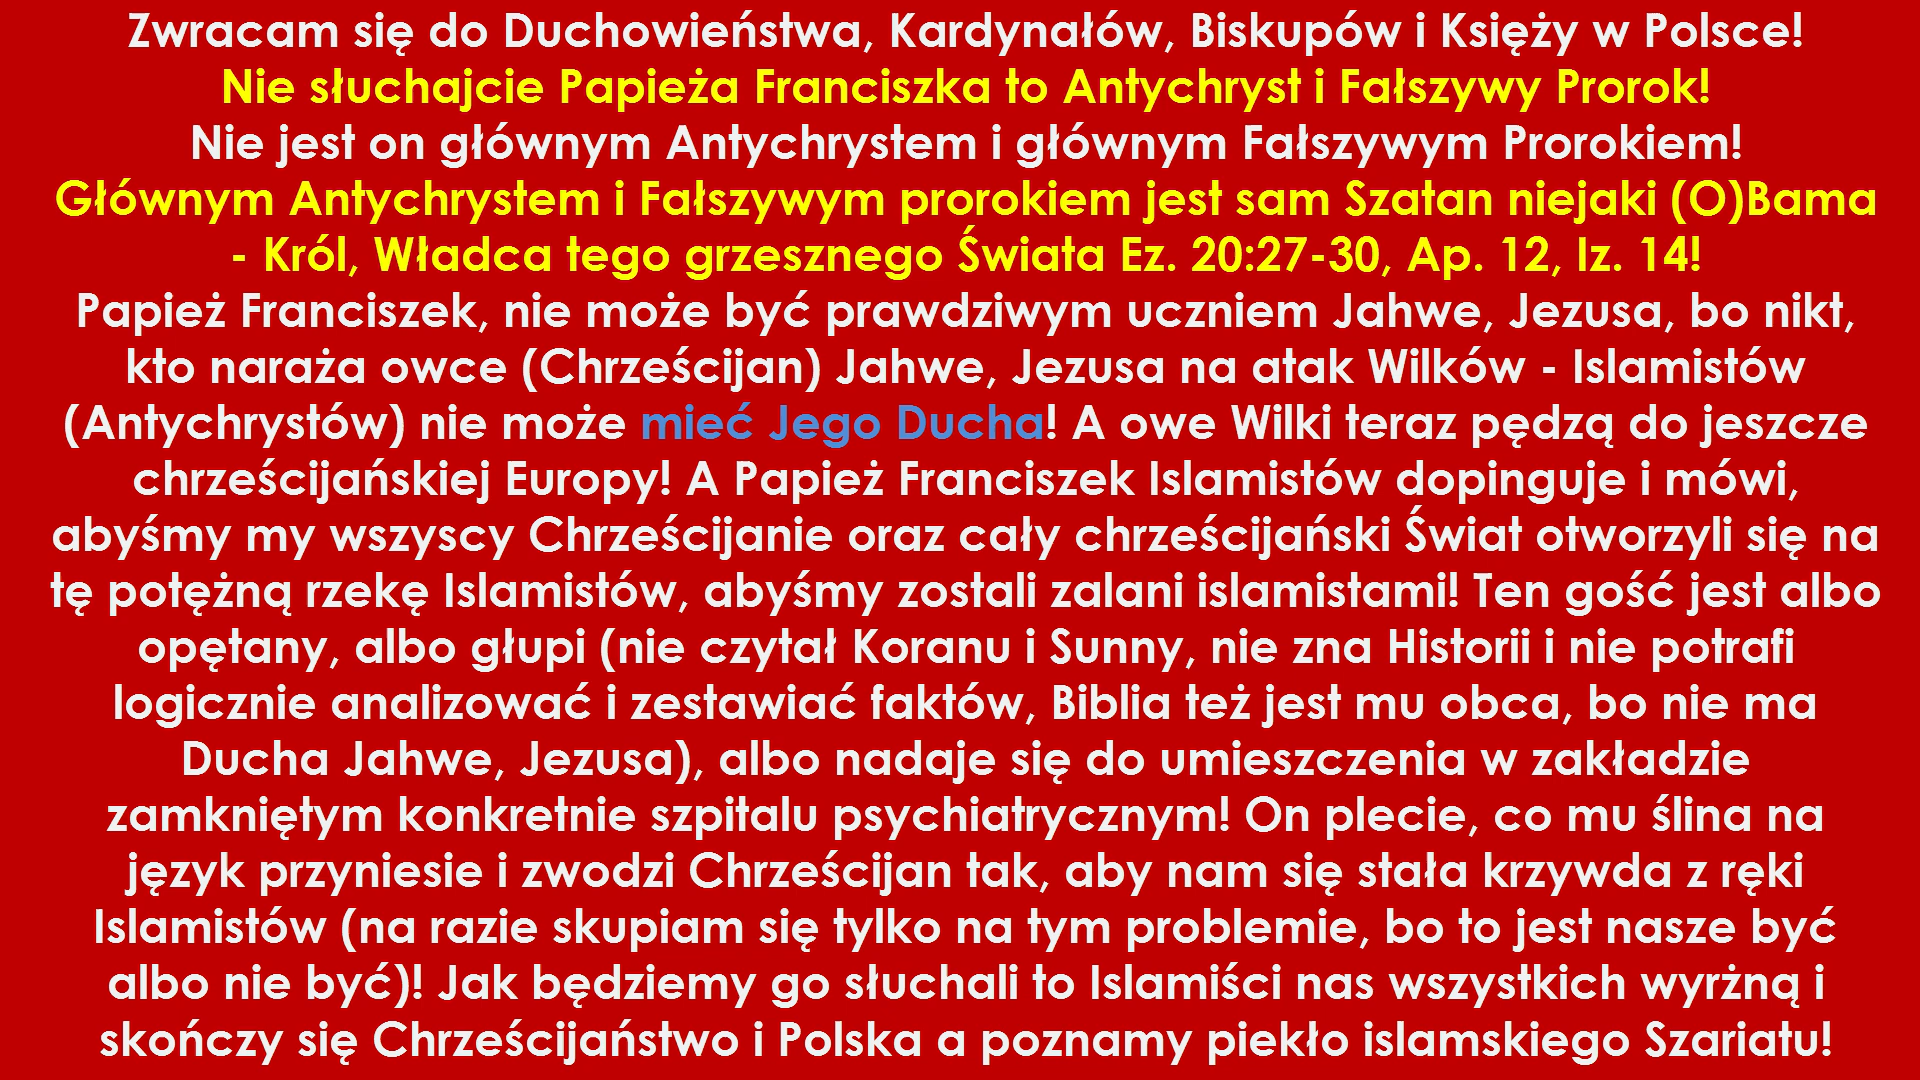 Zwracam się do Duchowieństwa, Kardynałów, Biskupów i Księży w Polsce!
Nie słuchajcie Papieża Franciszka to Antychryst i Fałszywy Prorok!
Nie jest on głównym Antychrystem i głównym Fałszywym Prorokiem!
Głównym Antychrystem i Fałszywym prorokiem jest sam Szatan niejaki (O)Bama
- Król, Władca tego grzesznego Świata Ez. 20:27-30, Ap. 12, Iz. 14!
Papież Franciszek, nie może być prawdziwym uczniem Jahwe, Jezusa, bo nikt,
kto naraża owce (Chrześcijan) Jahwe, Jezusa na atak Wilków - Islamistów
(Antychrystów) nie może mieć Jego Ducha! A owe Wilki teraz pędzą do jeszcze
chrześcijańskiej Europy! A Papież Franciszek Islamistów dopinguje i mówi,
abyśmy my wszyscy Chrześcijanie oraz cały chrześcijański Świat otworzyli się na
tę potężną rzekę Islamistów, abyśmy zostali zalani islamistami! Ten gość jest albo
opętany, albo głupi (nie czytał Koranu i Sunny, nie zna Historii i nie potrafi
logicznie analizować i zestawiać faktów, Biblia też jest mu obca, bo nie ma
Ducha Jahwe, Jezusa), albo nadaje się do umieszczenia w zakładzie
zamkniętym konkretnie szpitalu psychiatrycznym! On plecie, co mu ślina na
język przyniesie i zwodzi Chrześcijan tak, aby nam się stała krzywda z ręki
Islamistów (na razie skupiam się tylko na tym problemie, bo to jest nasze być
albo nie być)! Jak będziemy go słuchali to Islamiści nas wszystkich wyrżną i
skończy się Chrześcijaństwo i Polska a poznamy piekło islamskiego Szariatu!